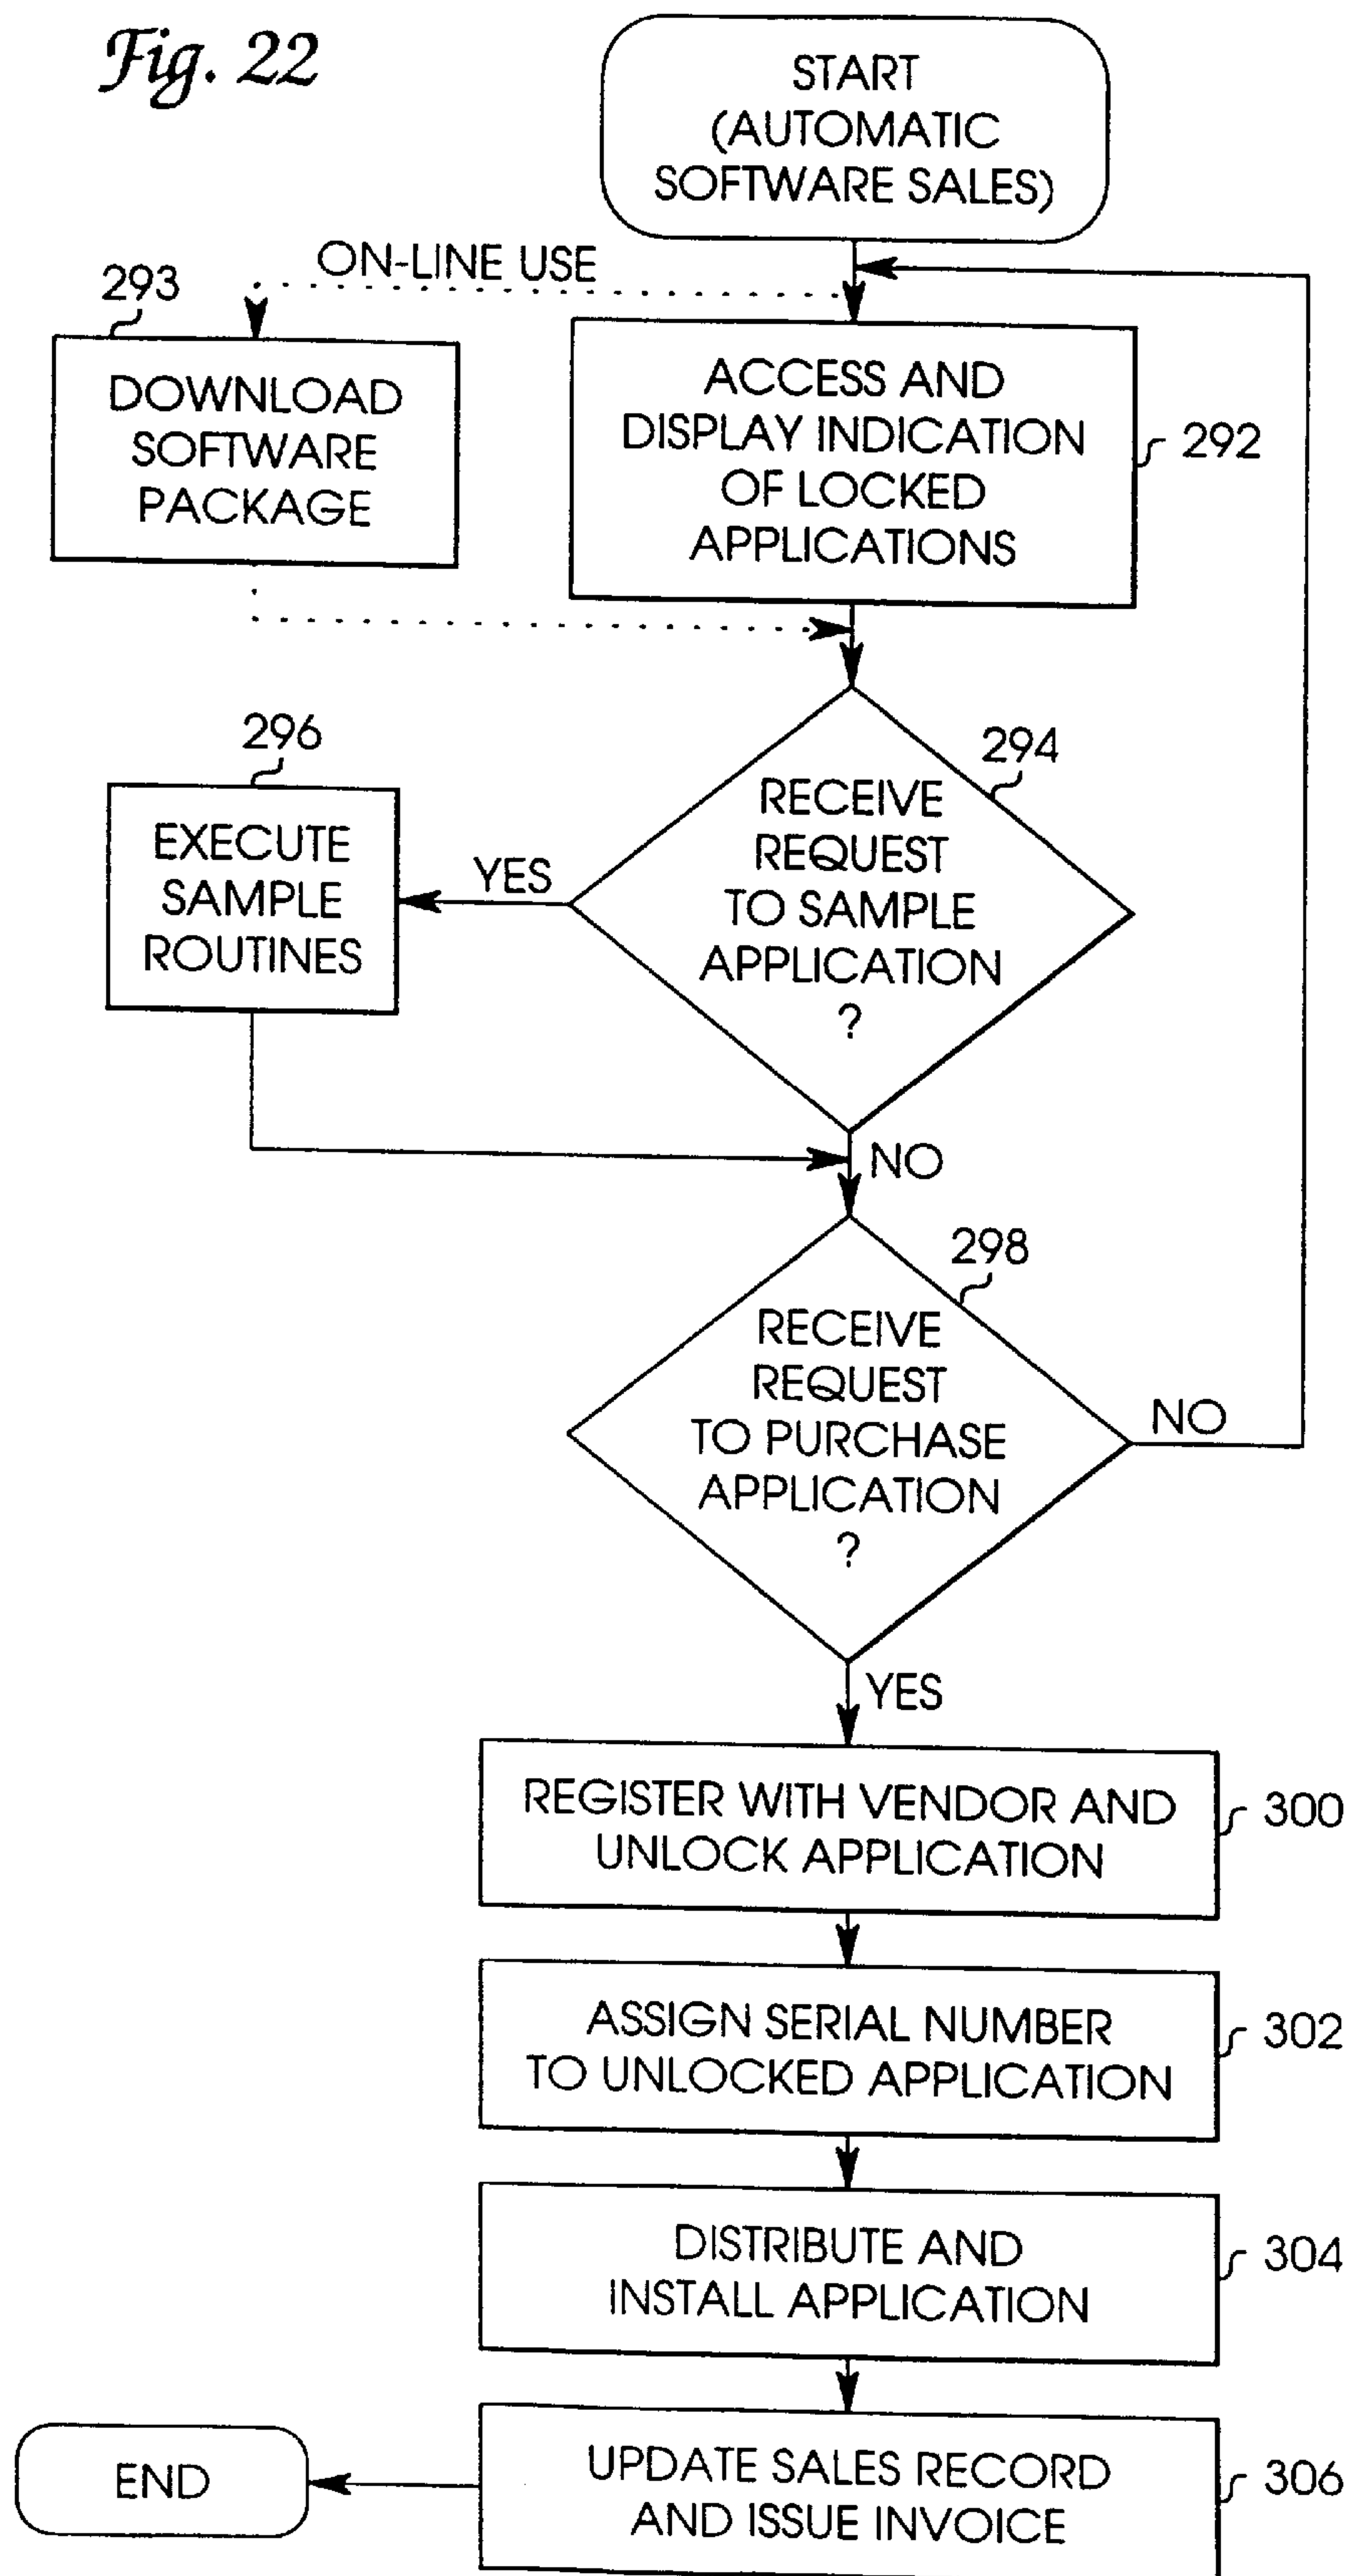 Fig. 22
START
(AUTOMATIC
SOFTWARE SALES)
ON-LINE USE
293
DOWNLOAD
SOFTWARE
PACKAGE
ACCESS AND
DISPLAY INDICATION
OF LOCKED
APPLICATIONS
292
294
RECEIVE
REQUEST
TO SAMPLE
APPLICATION
?
YES
296
EXECUTE
SAMPLE
ROUTINES
NO
298
RECEIVE
REQUEST
TO PURCHASE
APPLICATION
?
NO
YES
REGISTER WITH VENDOR AND
UNLOCK APPLICATION
300
ASSIGN SERIAL NUMBER
TO UNLOCKED APPLICATION
302
DISTRIBUTE AND
INSTALL APPLICATION
304
UPDATE SALES RECORD
AND ISSUE INVOICE
306
END